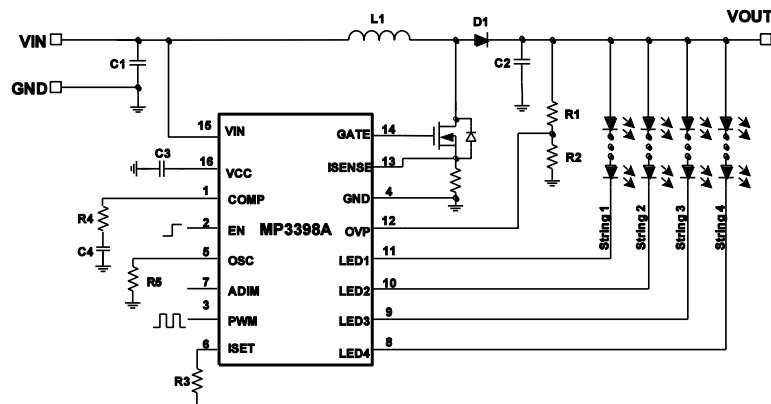 VOUT
L1
D1
VIN
C1
C2
GND
R1
R2
15
VIN
GATE
14
C3
16
VCC
ISENSE
13
1
COMP
GND
4
R4
2
EN
MP3398A
OVP
12
C4
5
OSC
LED1
11
R5
7
ADIM
LED2
10
3
PWM
LED3
9
6
ISET
LED4
8
R3
String 1
String 2
String 3
String 4